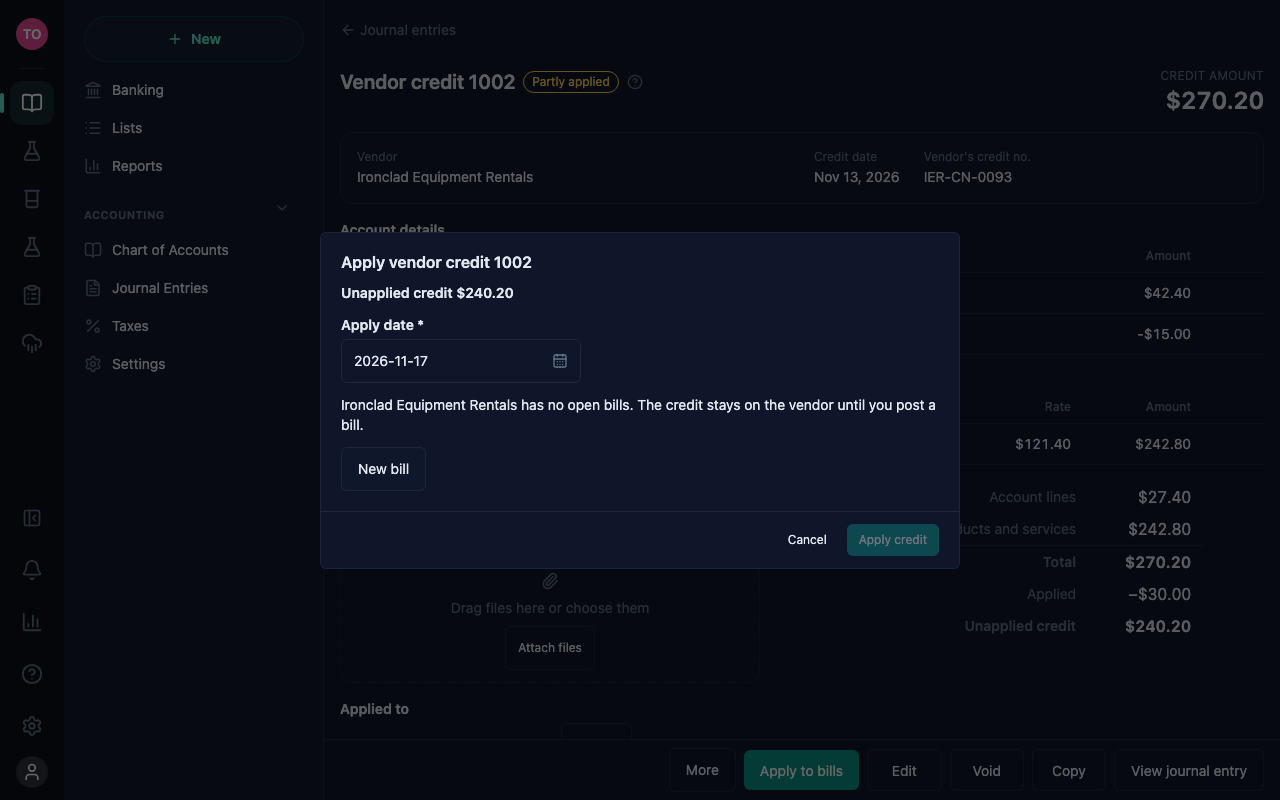 TO
New
Banking
Lists
Reports
ACCOUNTING
Chart of Accounts
Journal Entries
Taxes
Settings
Journal entries
Vendor credit 1002
Partly applied
CREDIT AMOUNT
$270.20
Vendor
Ironclad Equipment Rentals
Credit date
Nov 13, 2026
Vendor's credit no.
IER-CN-0093
Account details
Amount
$42.40
-$15.00
Rate
Amount
$121.40
$242.80
Apply vendor credit 1002
Unapplied credit $240.20
Apply date *
2026-11-17
Ironclad Equipment Rentals has no open bills. The credit stays on the vendor until you post a
bill.
New bill
Cancel
Apply credit
Account lines
$27.40
and services
$242.80
Total
$270.20
Applied
–$30.00
Unapplied credit
$240.20
Drag files here or choose them
Attach files
Applied to
More
Apply to bills
Edit
Void
Copy
View journal entry